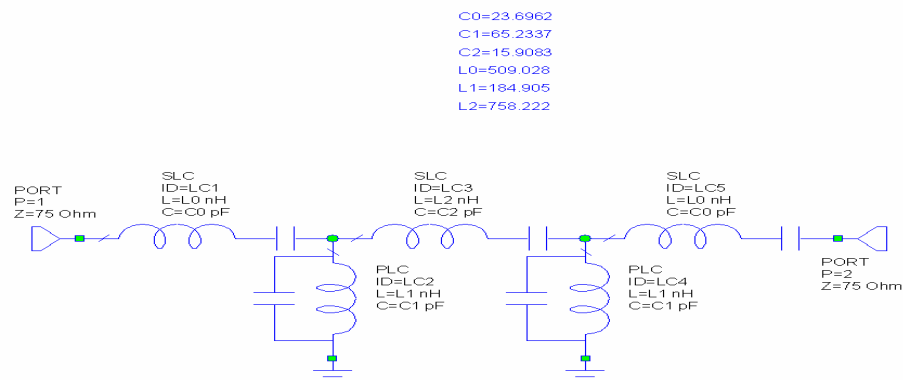 C0=23.6962
C1=65.2337
C2=15.9083
L0=509.028
L1=184.905
L2=758.222
PORT
P=1
Z=75 Ohm
SLC
ID=LC1
L=L0 nH
C=C0 pF
SLC
ID=LC3
L=L2 nH
C=C2 pF
SLC
ID=LC5
L=L0 nH
C=C0 pF
PLC
ID=LC2
L=L1 nH
C=C1 pF
PLC
ID=LC4
L=L1 nH
C=C1 pF
PORT
P=2
Z=75 Ohm